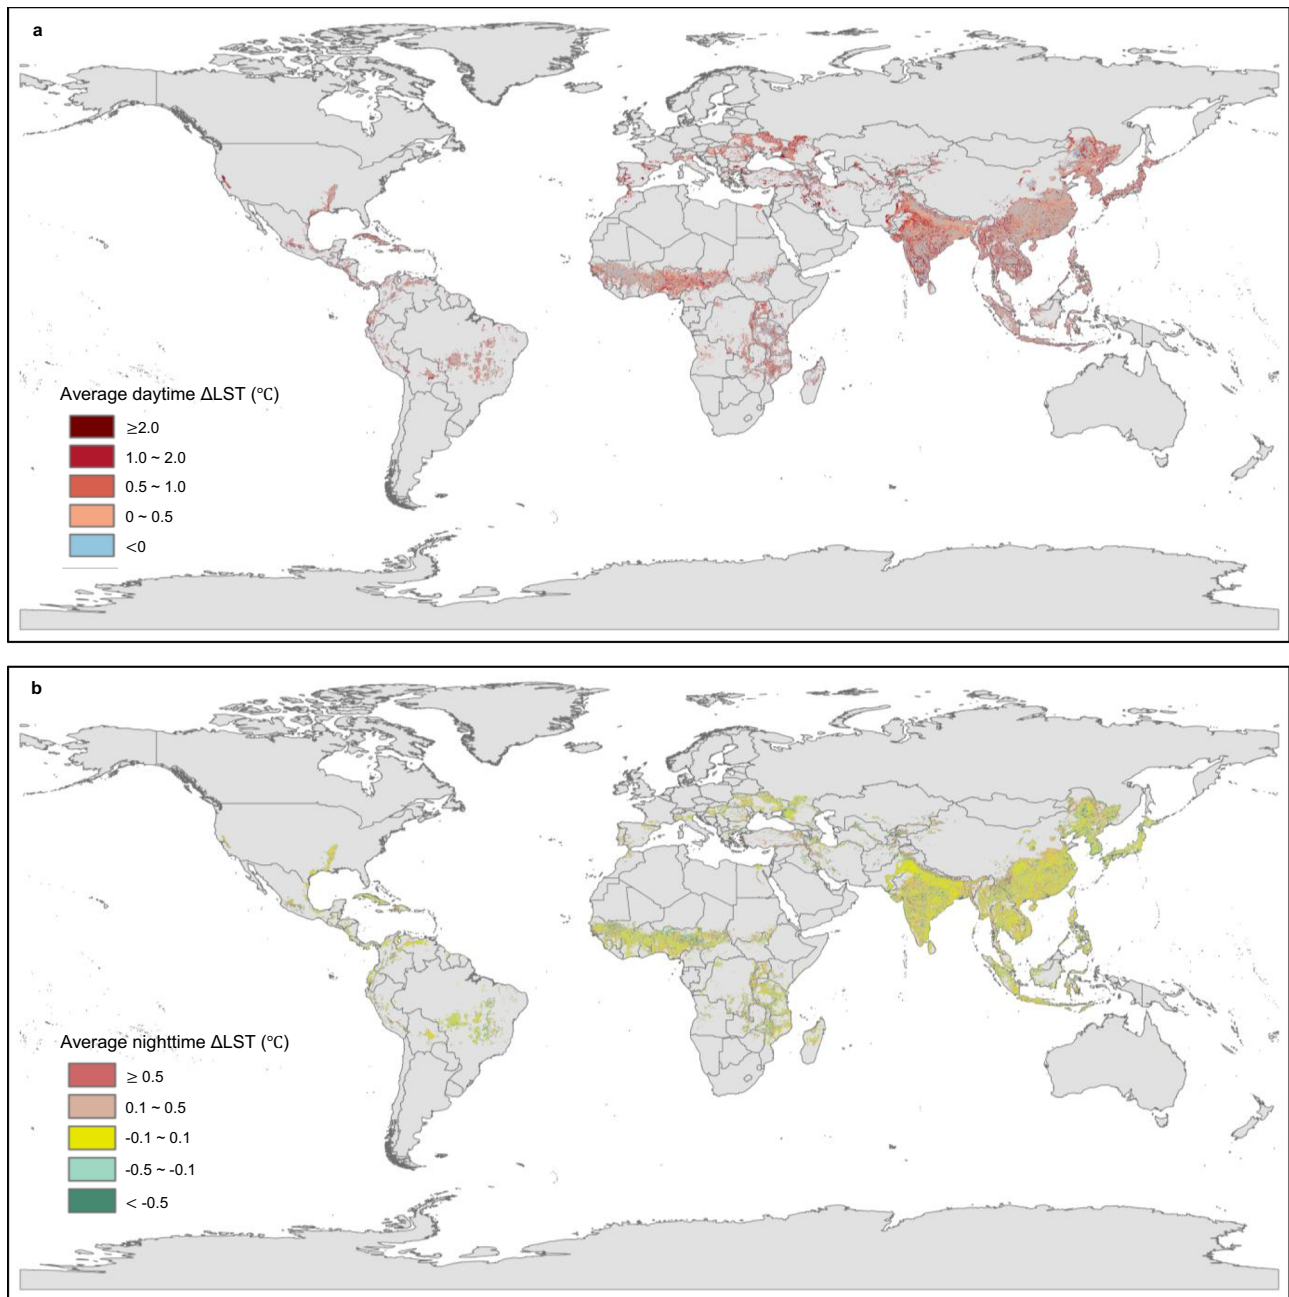 a
Average daytime ΔLST (°C)
≥2.0
1.0 ~ 2.0
0.5 ~ 1.0
0 ~ 0.5
<0
b
Average nighttime ΔLST (°C)
≥ 0.5
0.1 ~ 0.5
-0.1 ~ 0.1
-0.5 ~ -0.1
< -0.5